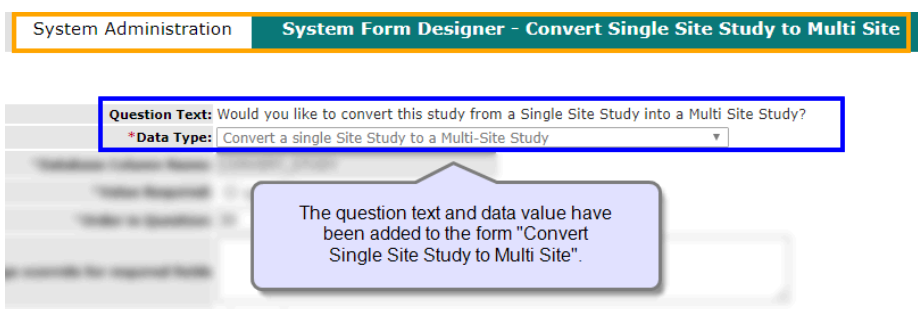 System Administration System Form Designer - Convert Single Site Study to Multi Site
Question Text: Would you like to convert this study from a Single Site Study into a Multi Site Study?
*Data Type: Convert a single Site Study to a Multi-Site Study
The question text and data value have
been added to the form "Convert
Single Site Study to Multi Site".